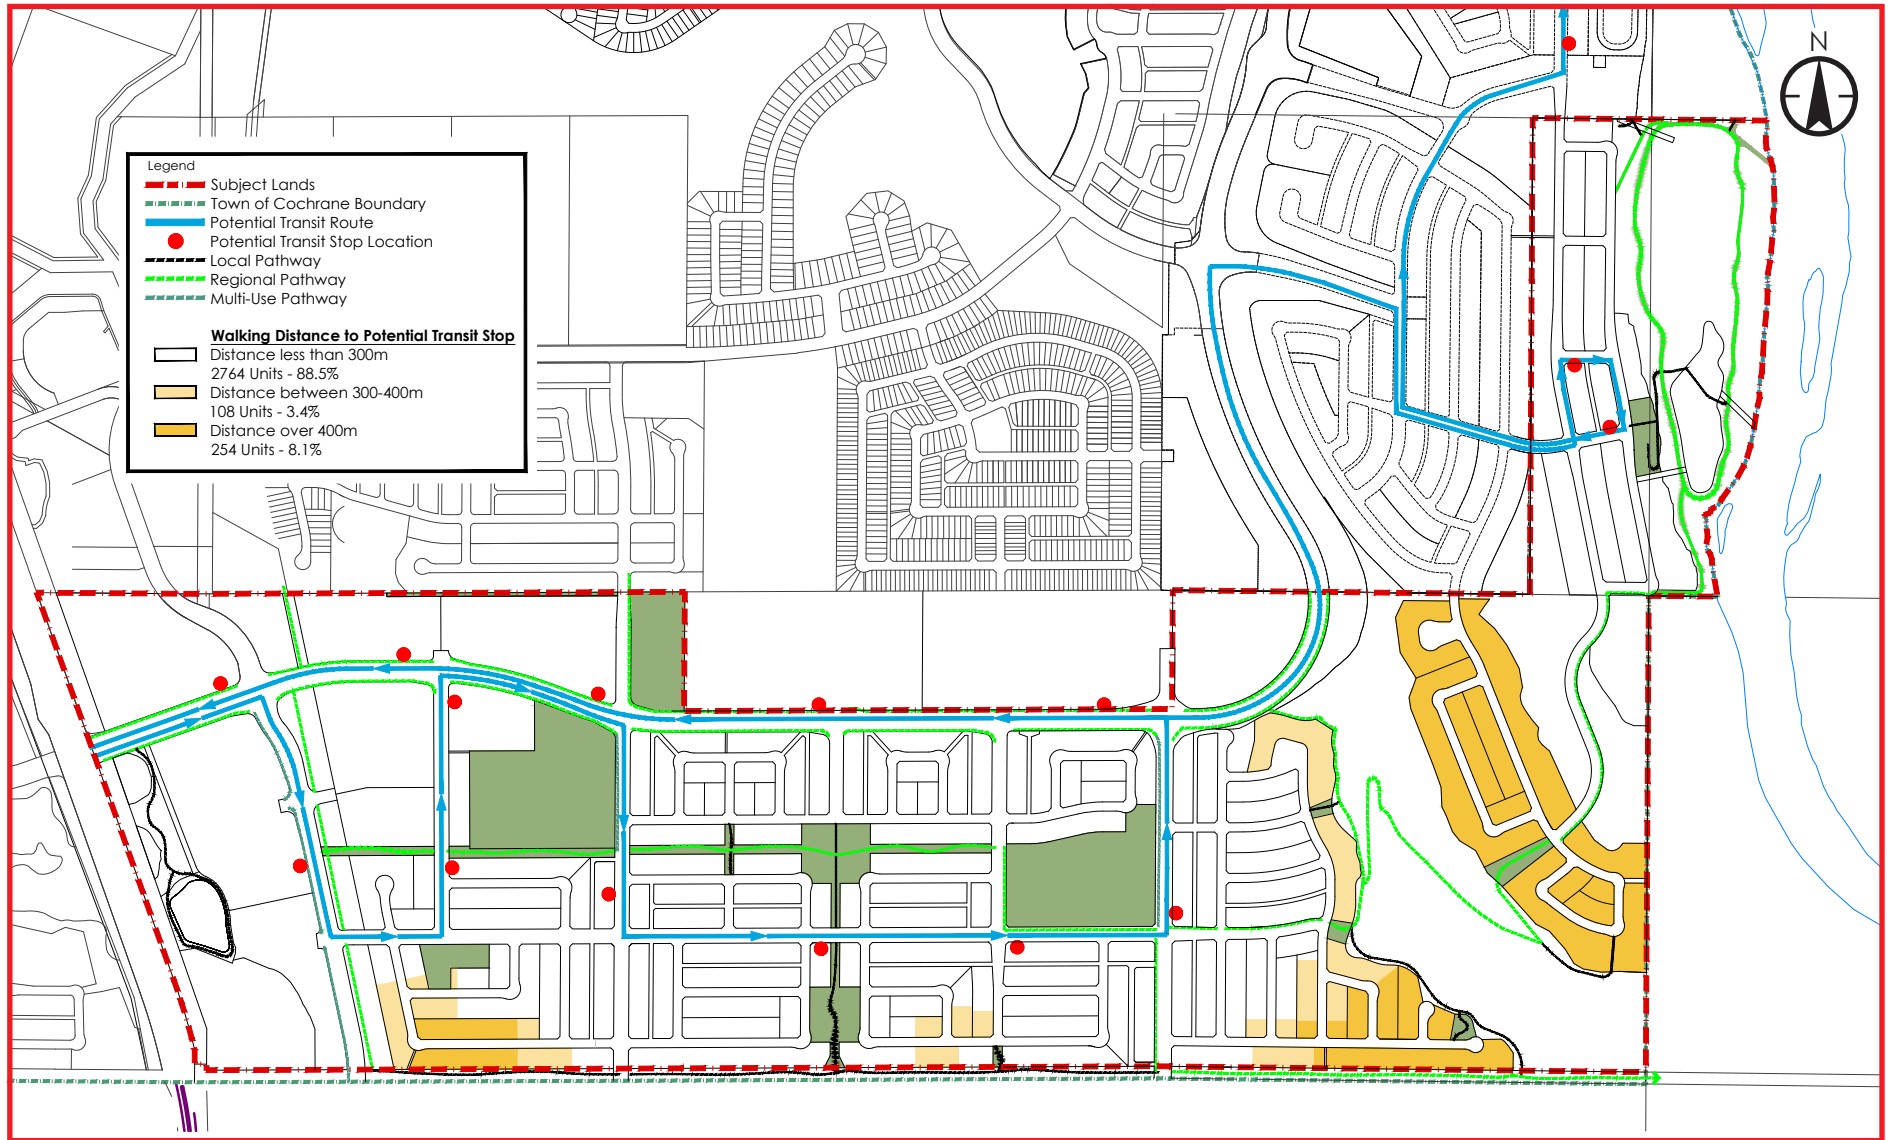 N
Legend
Subject Lands
Town of Cochrane Boundary
Potential Transit Route
Potential Transit Stop Location
Local Pathway
Regional Pathway
Multi-Use Pathway
Walking Distance to Potential Transit Stop
Distance less than 300m
2764 Units - 88.5%
Distance between 300-400m
108 Units - 3.4%
Distance over 400m
254 Units - 8.1%